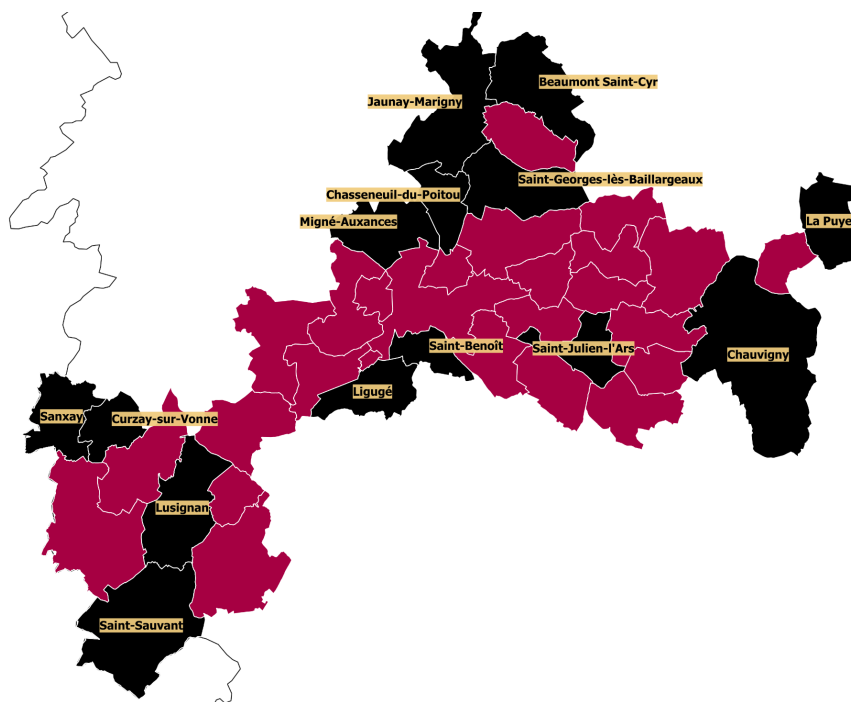 Beaumont Saint-Cyr
Jaunay-Marigny
Saint-Georges-lès-Baillargeaux
Chasseneuil-du-Poitou
Migné-Auxances
La Puye
Saint-Benoît
Saint-Julien-l'Ars
Chauvigny
Ligugé
Sanxay
Curzay-sur-Vonne
Lusignan
Saint-Sauvant